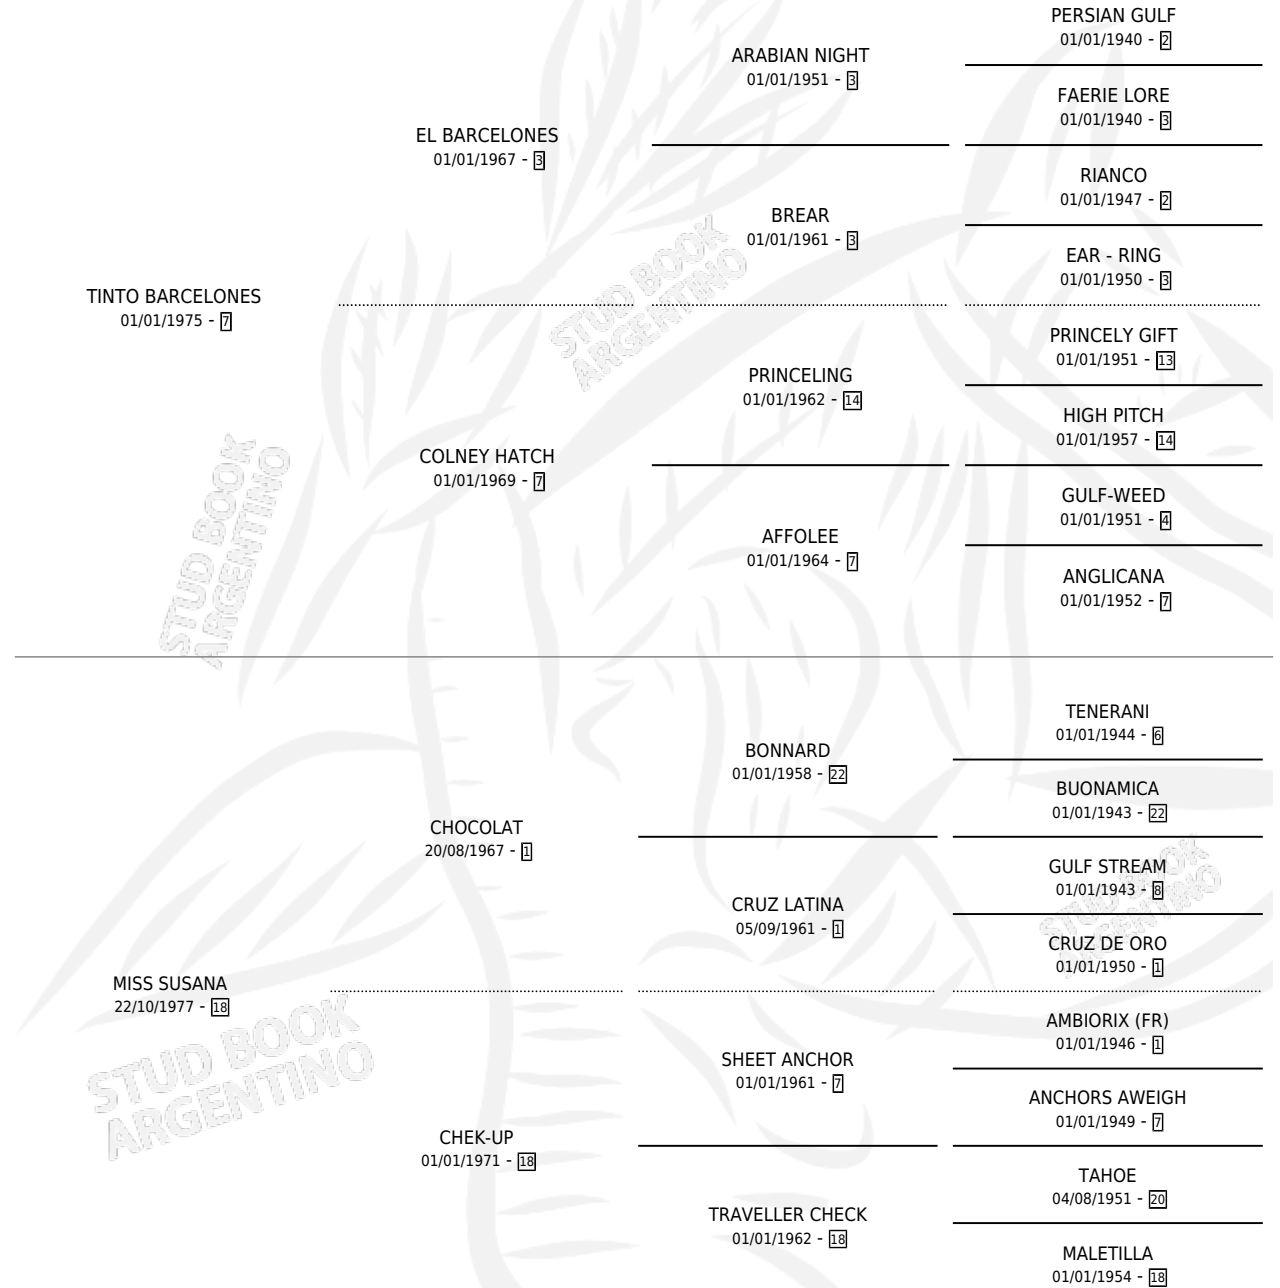 PERSIAN GULF
01/01/1940 - 2
ARABIAN NIGHT
01/01/1951 - 3
FAERIE LORE
01/01/1940 - 3
EL BARCELONES
01/01/1967 - 3
RIANCO
01/01/1947 - 2
BREAR
01/01/1961 - 3
EAR - RING
01/01/1950 - 3
TINTO BARCELONES
01/01/1975 - 7
PRINCELY GIFT
01/01/1951 - 13
PRINCELING
01/01/1962 - 14
HIGH PITCH
01/01/1957 - 14
COLNEY HATCH
01/01/1969 - 7
GULF-WEED
01/01/1951 - 4
AFFOLEE
01/01/1964 - 7
ANGLICANA
01/01/1952 - 7
STUD BOOK
ARGENTINO
STUD BOOK
ARGENTINO
TENERANI
01/01/1944 - 6
BONNARD
01/01/1958 - 22
BUONAMICA
01/01/1943 - 22
CHOCOLAT
20/08/1967 - 1
GULF STREAM
01/01/1943 - 8
CRUZ LATINA
05/09/1961 - 1
CRUZ DE ORO
01/01/1950 - 1
STUD BOOK
ARGENTINO
MISS SUSANA
22/10/1977 - 18
AMBIORIX (FR)
01/01/1946 - 1
SHEET ANCHOR
01/01/1961 - 7
ANCHORS AWEIGH
01/01/1949 - 7
CHEK-UP
01/01/1971 - 18
TAHOE
04/08/1951 - 20
TRAVELLER CHECK
01/01/1962 - 18
MALETILLA
01/01/1954 - 18
STUD BOOK
ARGENTINO